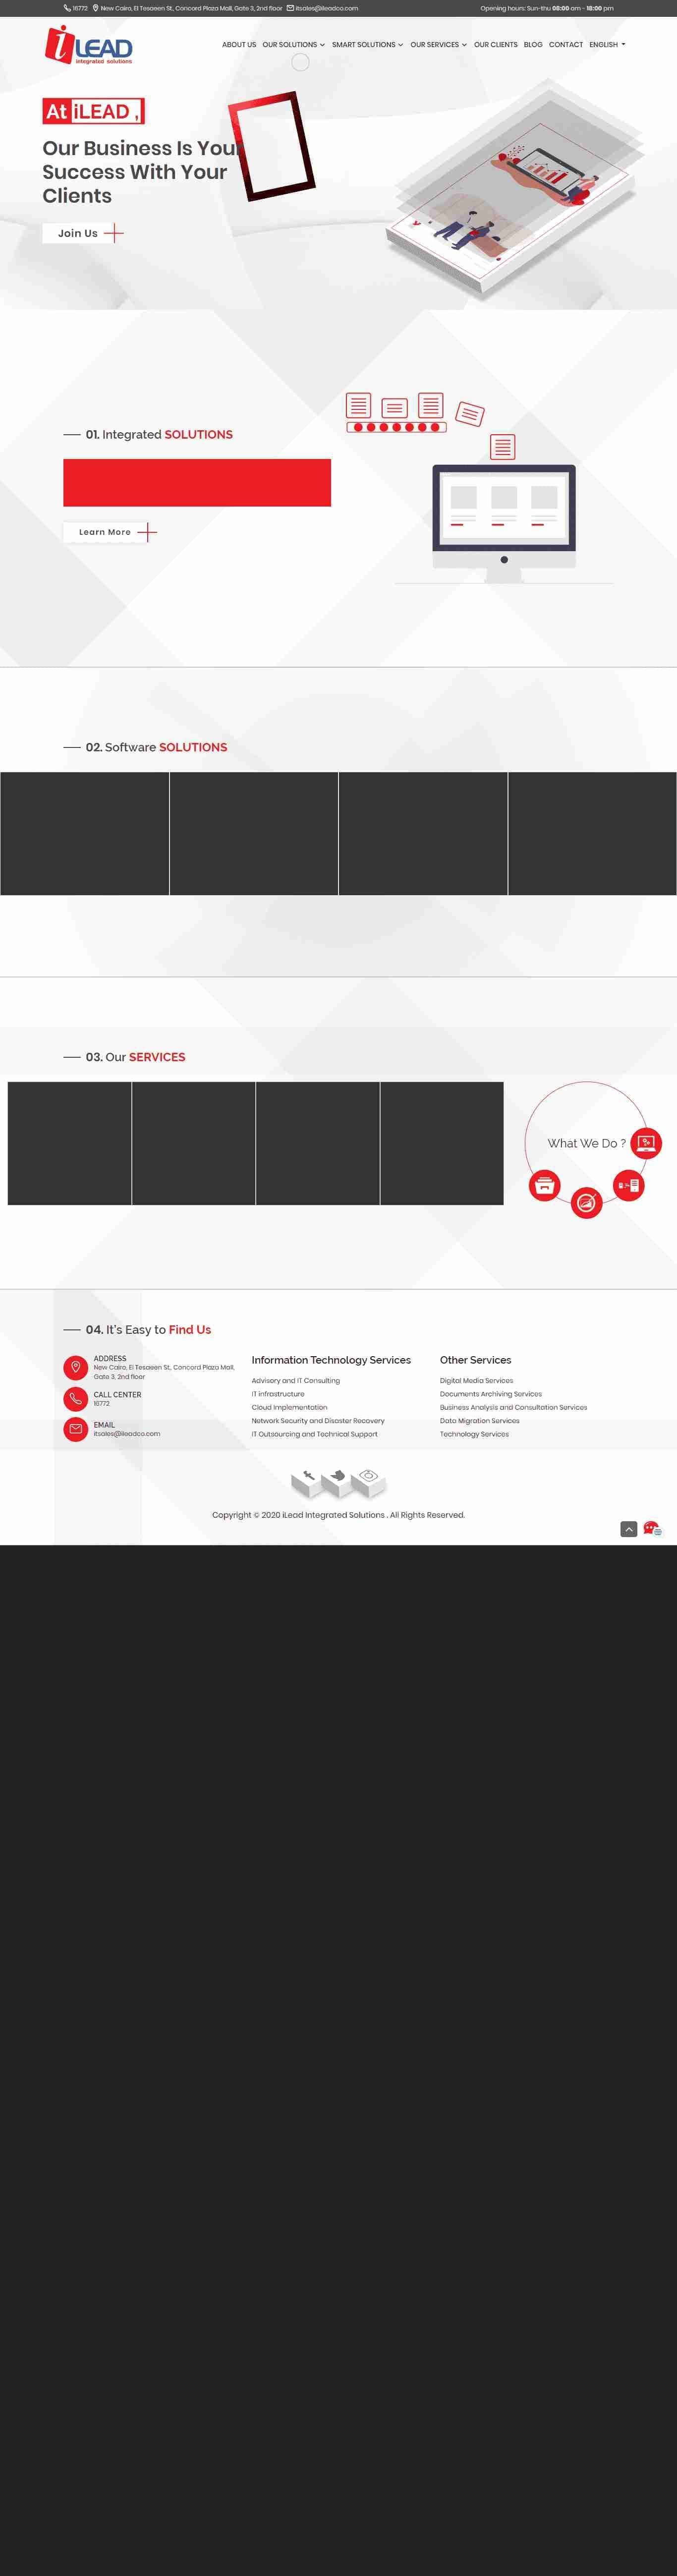 16772 New Cairo, El Tesaeen St, Concord Plaza Mall, Gate 3, 2nd floor itsales@ileadco.com Opening hours: Sun-thu 08:00 am - 18:00 pm
iLEAD
integrated solutions
ABOUT US OUR SOLUTIONS SMART SOLUTIONS OUR SERVICES OUR CLIENTS BLOG CONTACT ENGLISH
At iLEAD ,
Our Business Is Your
Success With Your
Clients
Join Us
01. Integrated SOLUTIONS
Learn More
02. Software SOLUTIONS
03. Our SERVICES
What We Do ?
04. It's Easy to Find Us
ADDRESS
New Cairo, El Tesaeen St, Concord Plaza Mall,
Gate 3, 2nd floor
CALL CENTER
16772
EMAIL
itsales@ileadco.com
Information Technology Services
Advisory and IT Consulting
IT infrastructure
Cloud Implementation
Network Security and Disaster Recovery
IT Outsourcing and Technical Support
Other Services
Digital Media Services
Documents Archiving Services
Business Analysis and Consultation Services
Data Migration Services
Technology Services
Copyright © 2020 iLead Integrated Solutions . All Rights Reserved.